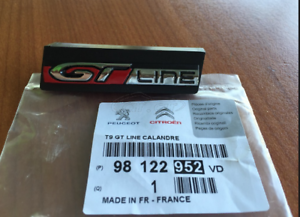 GT LINE
PEUGEOT CITROËN
T9 GT LINE CALANDRE
(P) 98 122 952 VD
(Q) 1
MADE IN FR - FRANCE